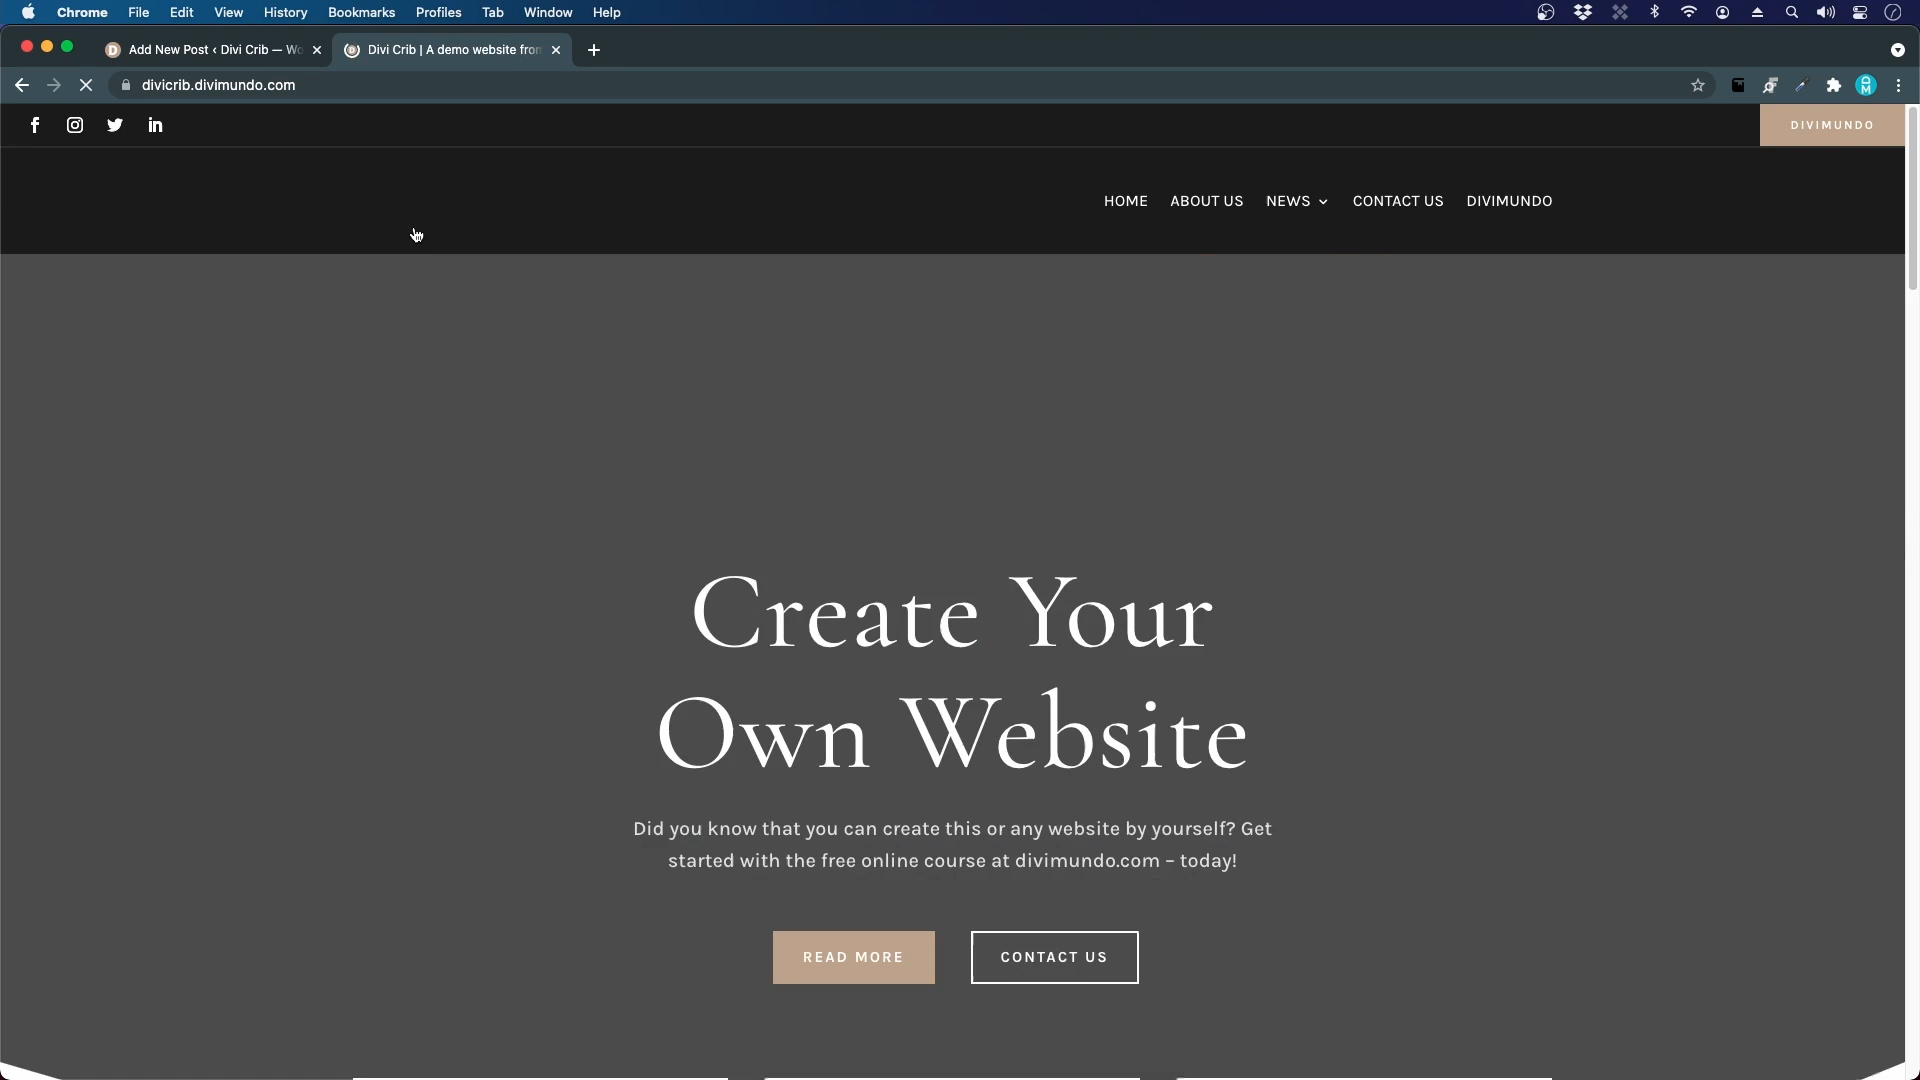 Chrome File Edit View History Bookmarks Profiles Tab Window Help
Add New Post ‹ Divi Crib — Wo
Divi Crib | A demo website from
divicrib.divimundo.com
DIVIMUNDO
HOME ABOUT US NEWS CONTACT US DIVIMUNDO
Create Your
Own Website
Did you know that you can create this or any website by yourself? Get
started with the free online course at divimundo.com – today!
READ MORE CONTACT US